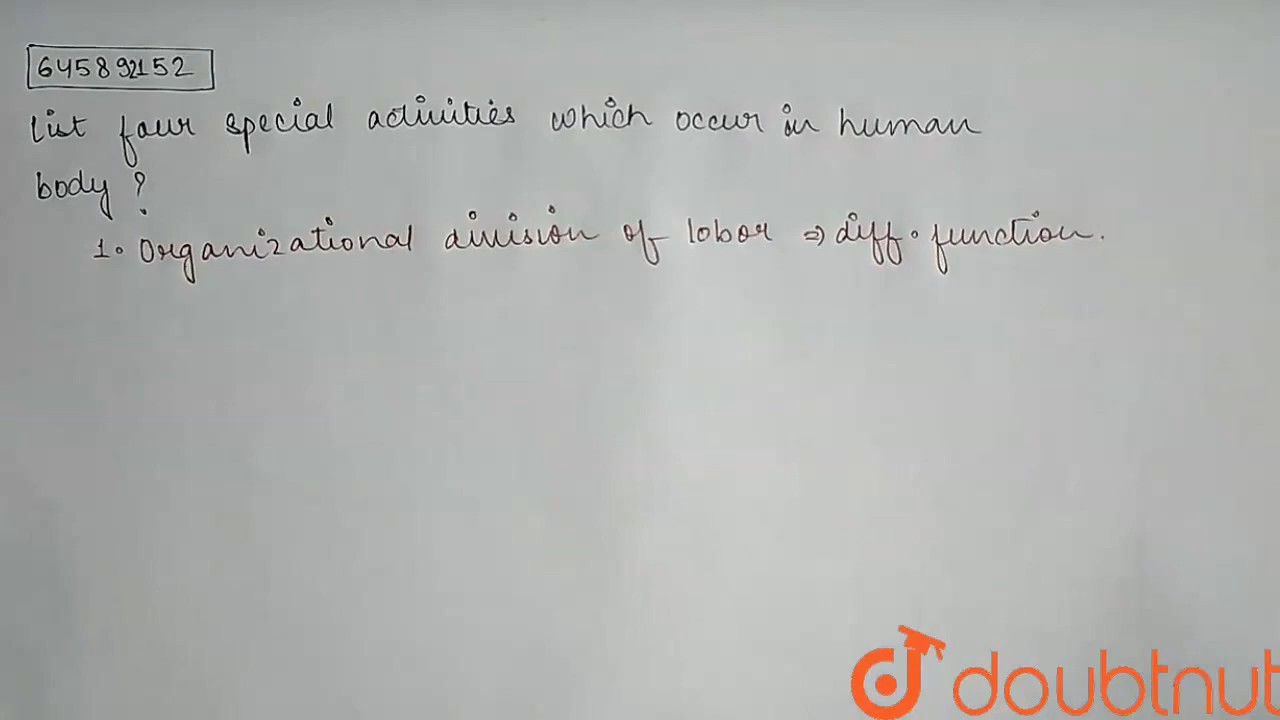 645892152
List four special activities which occur in human
body ?
1. Organizational division of lobor ⇒ diff. function.
doubtnut